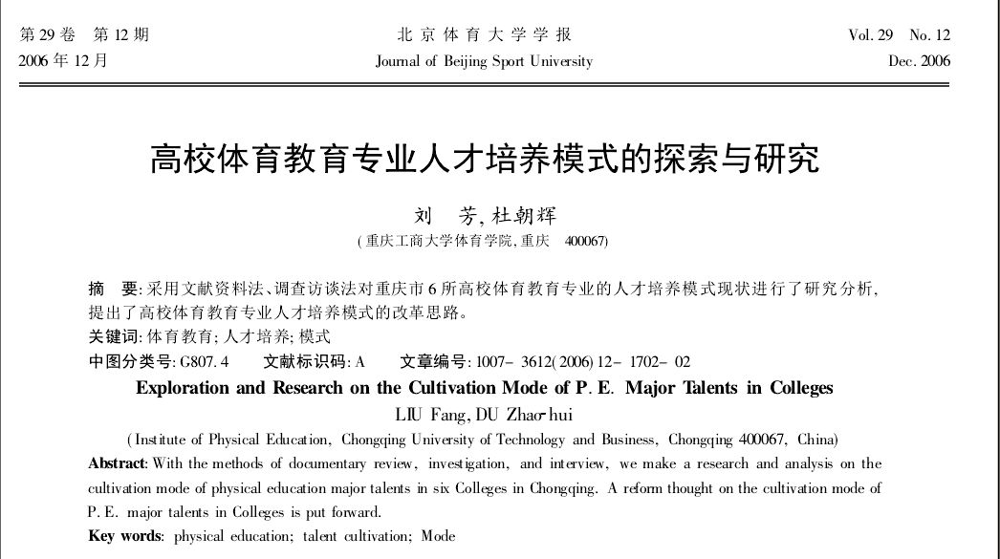 第 29 卷 第 12 期 北京体育大学学报 Vol. 29 No. 12
2006 年 12 月 Journal of Beijing Sport University Dec. 2006
高校体育教育专业人才培养模式的探索与研究
刘 芳, 杜朝辉
( 重庆工商大学体育学院, 重庆 400067)
摘 要: 采用文献资料法、调查访谈法对重庆市 6 所高校体育教育专业的人才培养模式现状进行了研究分析,
提出了高校体育教育专业人才培养模式的改革思路。
关键词: 体育教育; 人才培养; 模式
中图分类号: G807. 4 文献标识码: A 文章编号: 1007- 3612(2006) 12- 1702- 02
Exploration and Research on the Cultivation Mode of P. E. Major Talents in Colleges
LIU Fang, DU Zhao-hui
( Institute of Physical Education, Chongqing University of Technology and Business, Chongqing 400067, China)
Abstract: With the methods of documentary review, investigation, and interview, we make a research and analysis on the
cultivation mode of physical education major talents in six Colleges in Chongqing. A reform thought on the cultivation mode of
P. E. major talents in Colleges is put forward.
Key words: physical education; talent cultivation; Mode